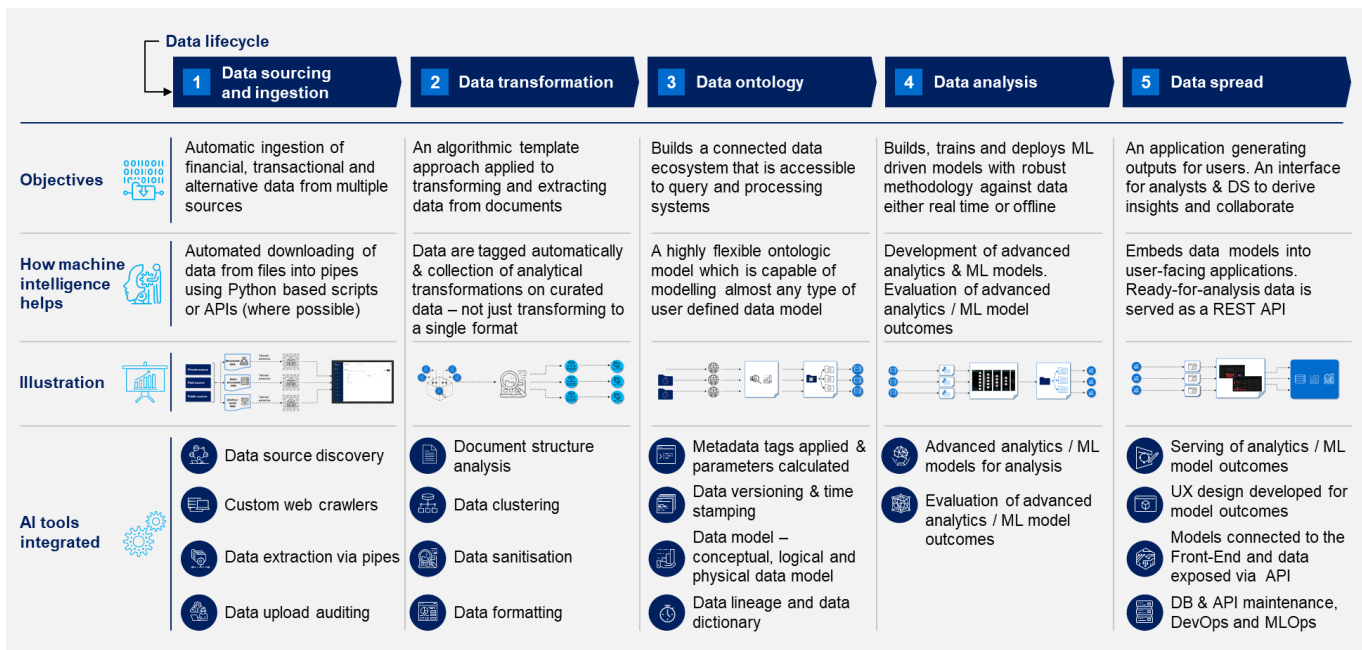 Data lifecycle
1
Data sourcing
and ingestion
2
Data transformation
3
Data ontology
4
Data analysis
5
Data spread
Objectives
Automatic ingestion of
financial, transactional and
alternative data from multiple
sources
An algorithmic template
approach applied to
transforming and extracting
data from documents
Builds a connected data
ecosystem that is accessible
to query and processing
systems
Builds, trains and deploys ML
driven models with robust
methodology against data
either real time or offline
An application generating
outputs for users. An interface
for analysts & DS to derive
insights and collaborate
How machine
intelligence
helps
Automated downloading of
data from files into pipes
using Python based scripts
or APIs (where possible)
Data are tagged automatically
& collection of analytical
transformations on curated
data – not just transforming to
a single format
A highly flexible ontologic
model which is capable of
modelling almost any type of
user defined data model
Development of advanced
analytics & ML models.
Evaluation of advanced
analytics / ML model
outcomes
Embeds data models into
user-facing applications.
Ready-for-analysis data is
served as a REST API
Illustration
Private source
Paid source
Public source
AI tools
integrated
Data source discovery
Custom web crawlers
Data extraction via pipes
Data upload auditing
Document structure
analysis
Data clustering
Data sanitisation
Data formatting
Metadata tags applied &
parameters calculated
Data versioning & time
stamping
Data model –
conceptual, logical and
physical data model
Data lineage and data
dictionary
Advanced analytics / ML
models for analysis
Evaluation of advanced
analytics / ML model
outcomes
Serving of analytics / ML
model outcomes
UX design developed for
model outcomes
Models connected to the
Front-End and data
exposed via API
DB & API maintenance,
DevOps and MLOps